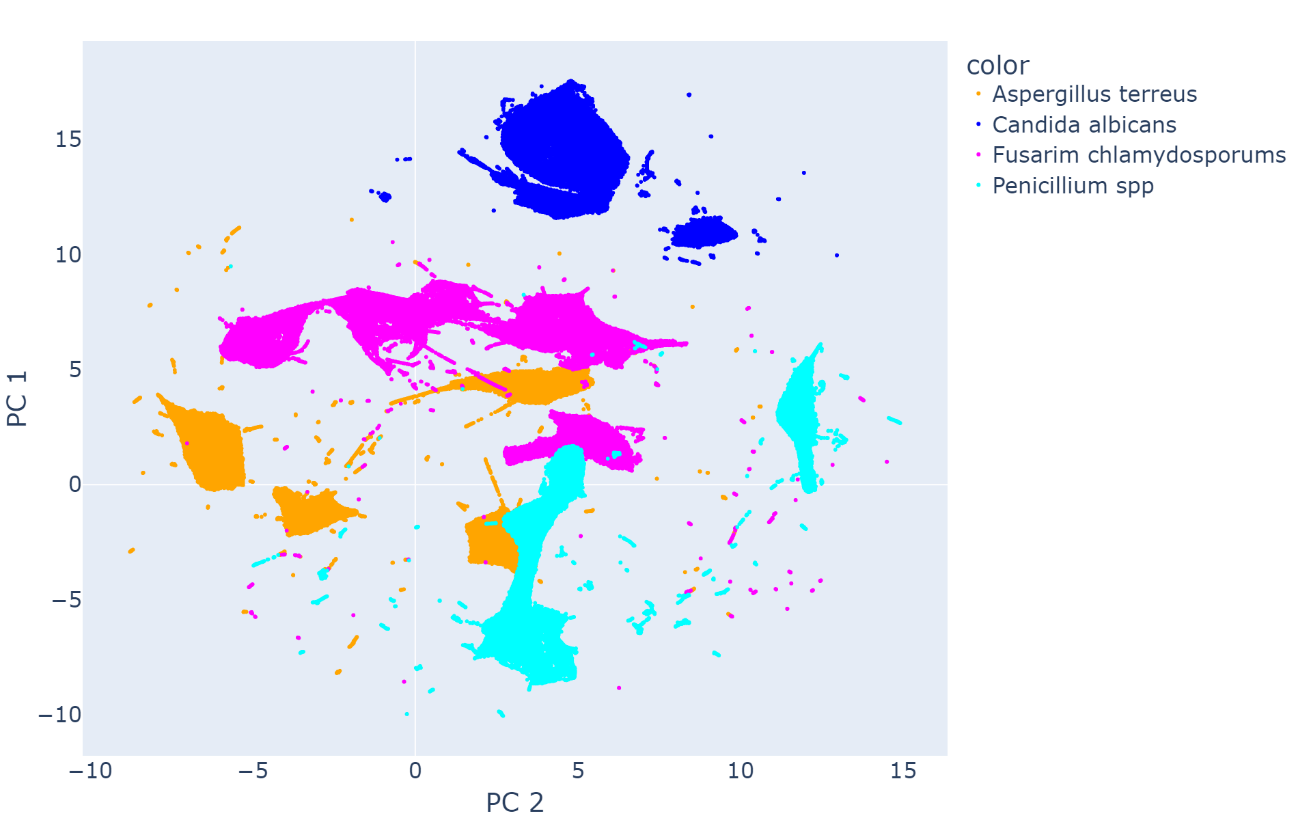 color
Aspergillus terreus
Candida albicans
Fusarim chlamydosporums
Penicillium spp
15
10
5
0
−5
−10
PC 1
−10 −5 0 5 10 15
PC 2